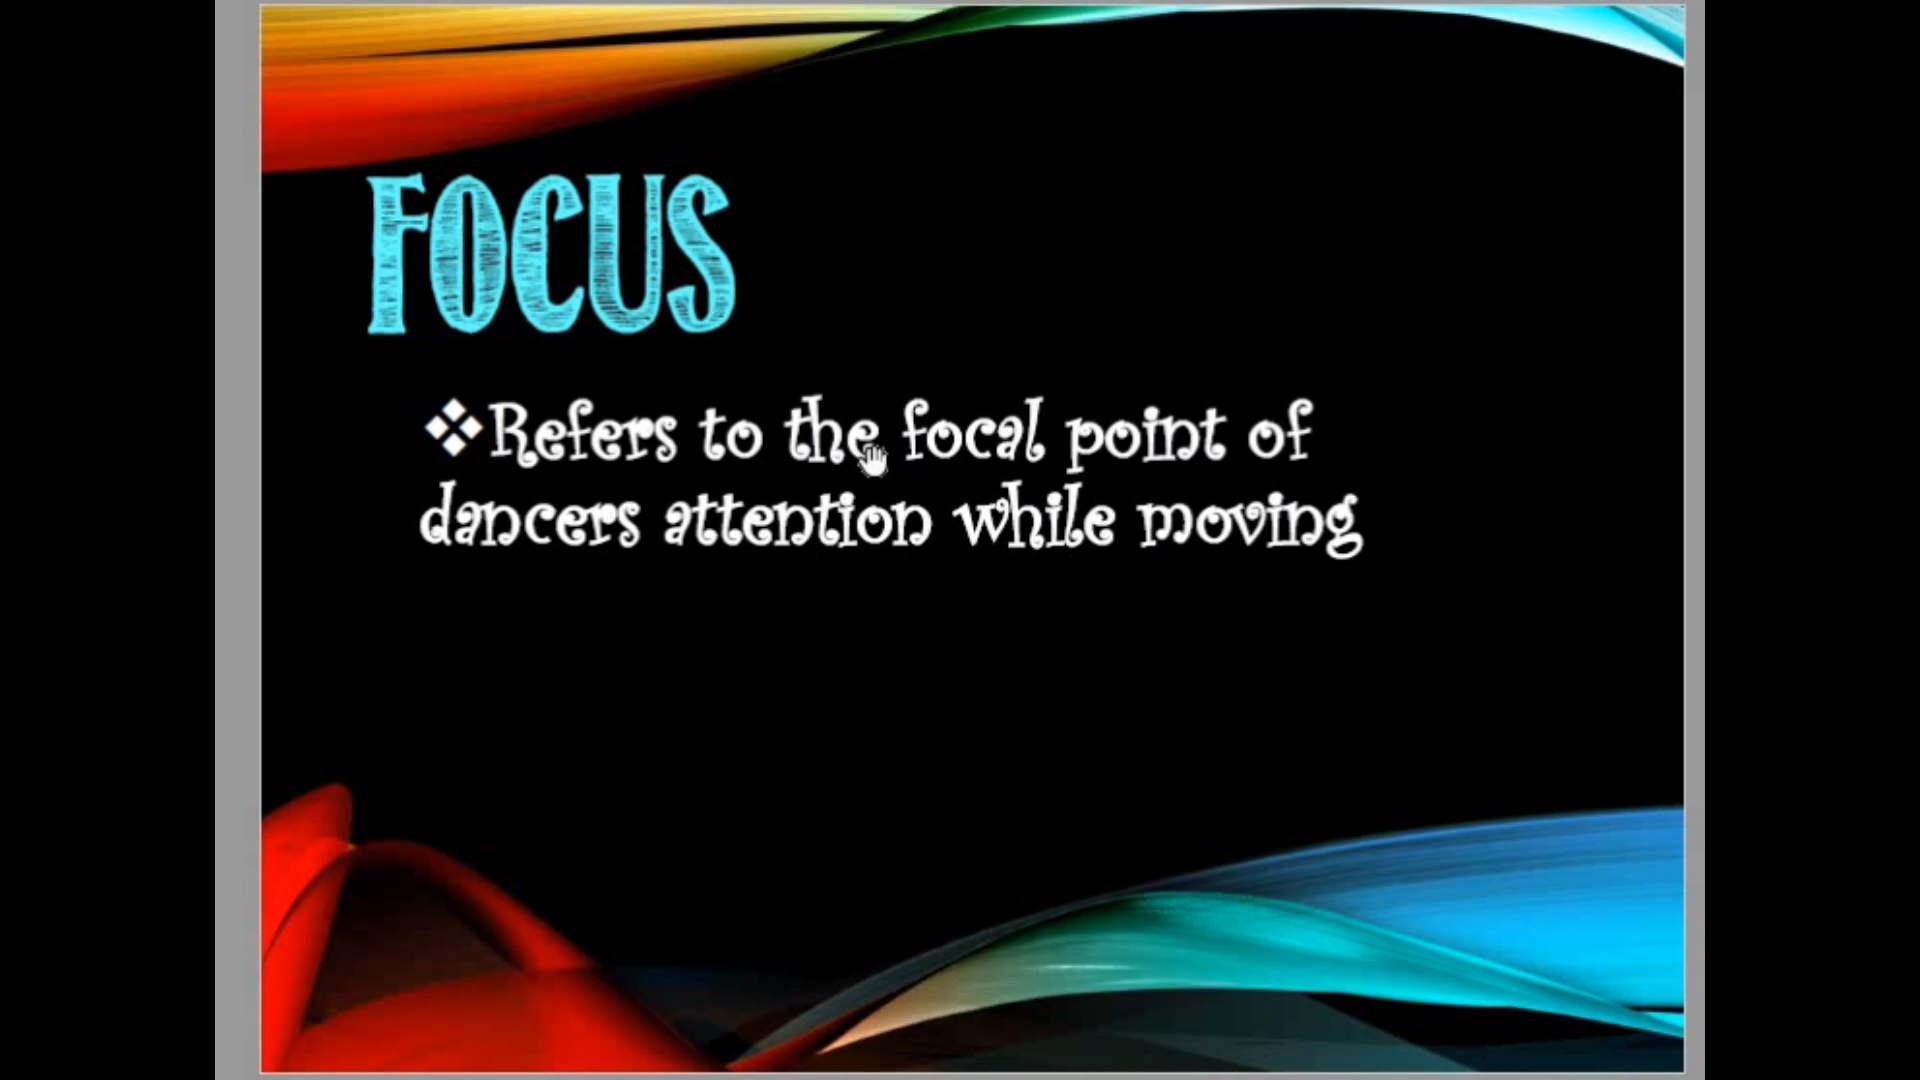 FOCUS
❖Refers to the focal point of
dancers attention while moving